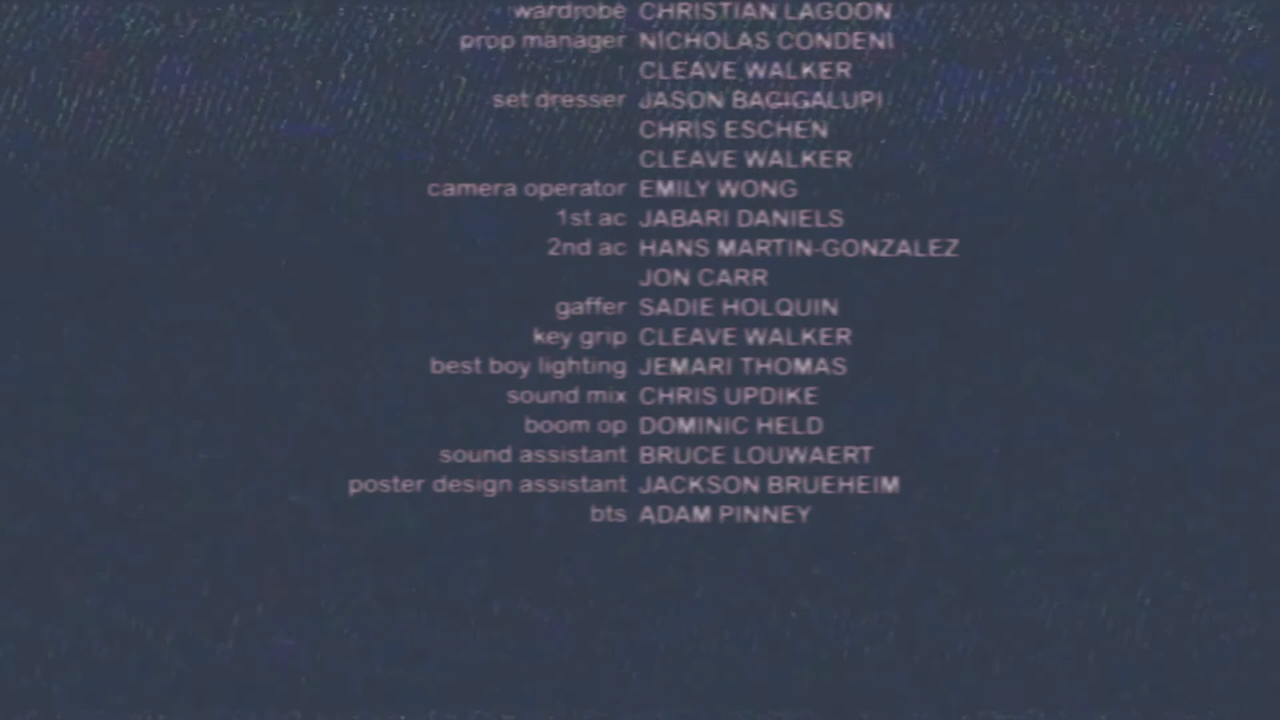 wardrobe CHRISTIAN LAGOON
prop manager NICHOLAS CONDENI
CLEAVE WALKER
set dresser JASON BACIGALUPI
CHRIS ESCHEN
CLEAVE WALKER
camera operator EMILY WONG
1st ac JABARI DANIELS
2nd ac HANS MARTIN-GONZALEZ
JON CARR
gaffer SADIE HOLQUIN
key grip CLEAVE WALKER
best boy lighting JEMARI THOMAS
sound mix CHRIS UPDIKE
boom op DOMINIC HELD
sound assistant BRUCE LOUWAERT
poster design assistant JACKSON BRUEHEIM
bts ADAM PINNEY